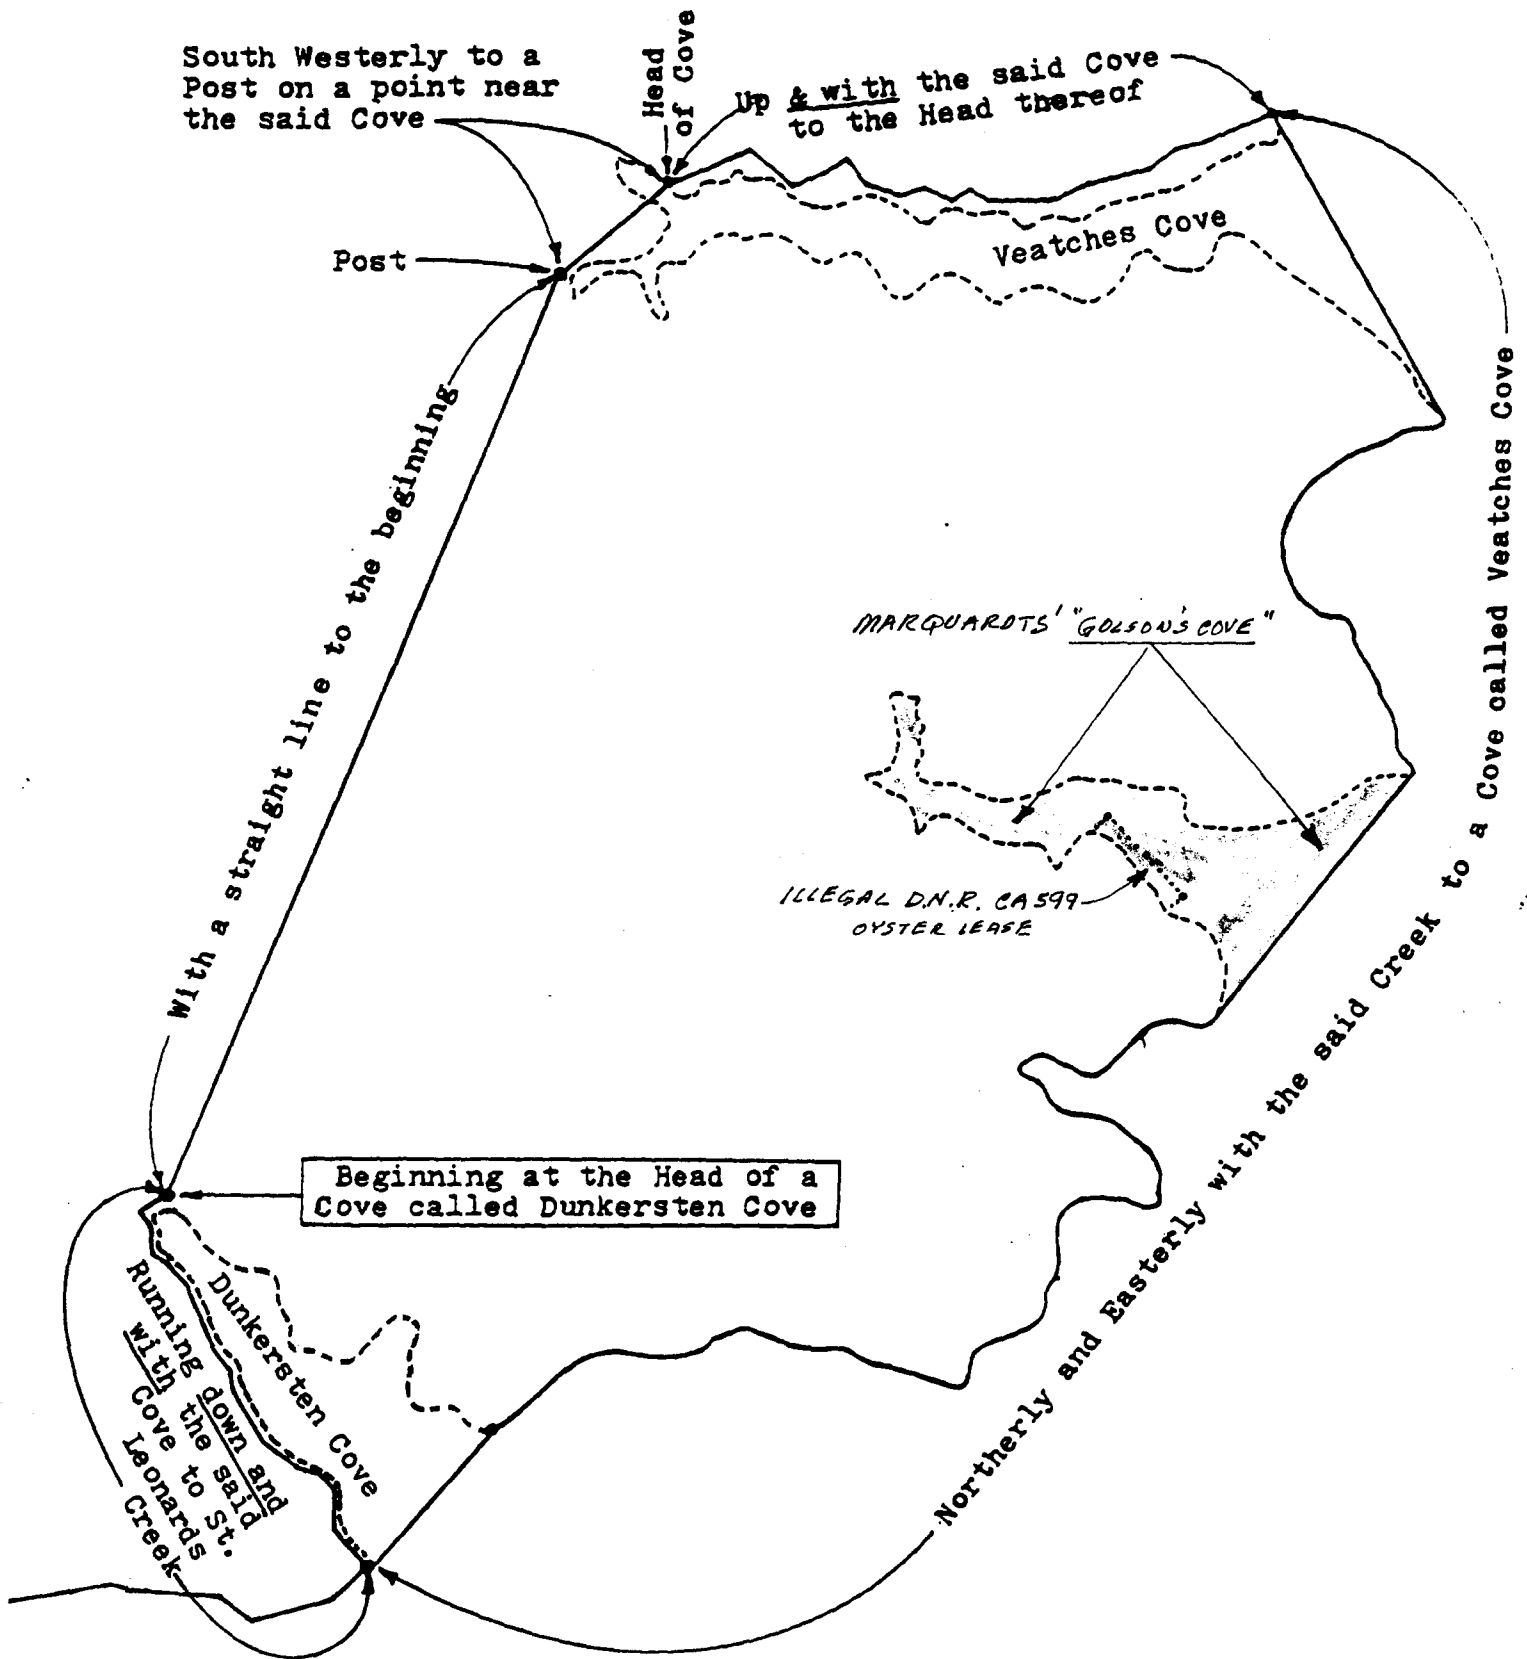 South Westerly to a
Post on a point near
the said Cove
Head
of Cove
Up & with the said Cove
to the Head thereof
Veatches Cove
Post
With a straight line to the beginning
MARQUARDTS' "GOLSON'S COVE"
ILLEGAL D.N.R. CA 599
OYSTER LEASE
Northerly and Easterly with the said Creek to a Cove called Veatches Cove
Beginning at the Head of a
Cove called Dunkersten Cove
Dunkersten Cove
Running down and
with the said
Cove to St.
Leonards
Creek